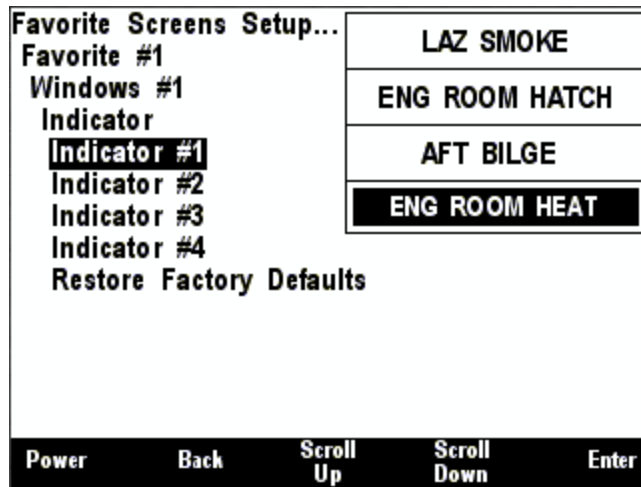 Favorite Screens Setup...
Favorite #1
Windows #1
Indicator
Indicator #1
Indicator #2
Indicator #3
Indicator #4
Restore Factory Defaults
LAZ SMOKE
ENG ROOM HATCH
AFT BILGE
ENG ROOM HEAT
Power
Back
Scroll
Up
Scroll
Down
Enter